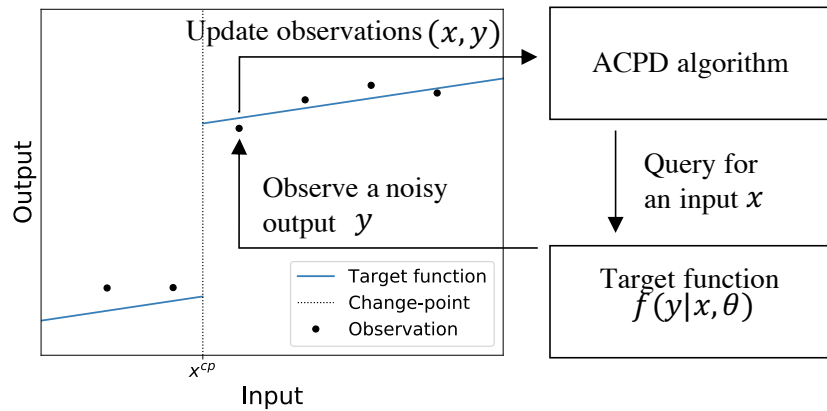 Update observations (x, y)
ACPD algorithm
Query for
an input x
Observe a noisy
output y
Target function
f(y|x, θ)
Output
Target function
Change-point
Observation
x^{cp}
Input